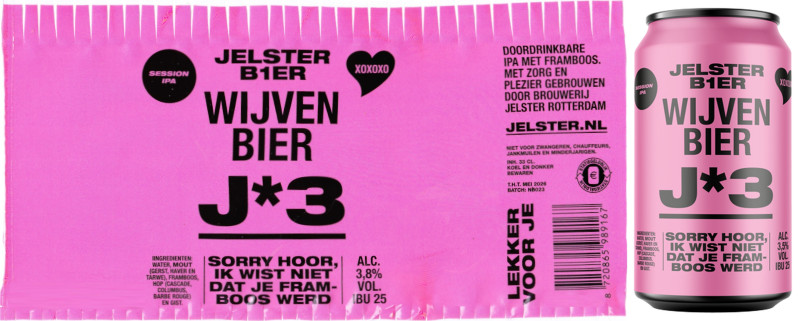 SESSION
IPA
JELSTER
B1ER
XOXOXO
WIJVEN
BIER
J*3
IINGREDIENTEN:
WATER, MOUT
(GERST, HAVER EN
TARWE), FRAMBOOS,
HOP (CASCADE,
COLUMBUS,
BARBE ROUGE)
EN GIST.
SORRY HOOR,
IK WIST NIET
DAT JE FRAM-
BOOS WERD
ALC.
3,8%
VOL.
IBU 25
DOORDRINKBARE
IPA MET FRAMBOOS.
MET ZORG EN
PLEZIER GEBROUWEN
DOOR BROUWERIJ
JELSTER ROTTERDAM
JELSTER.NL
NIET VOOR ZWANGEREN, CHAUFFEURS,
JANKMUILEN EN MINDERJARIGEN.
INH. 33 CL.
KOEL EN DONKER
BEWAREN
T.H.T. MEI 2026
BATCH: NB023
€
LEKKER
VOOR JE
8 720865 989167
SESSION
IPA
JELSTER
B1ER
XOXO
WIJVEN
BIER
J*3
SORRY HOOR,
IK WIST NIET
DAT JE FRAM-
BOOS WERD
ALC.
3,5%
VOL.
IBU 25